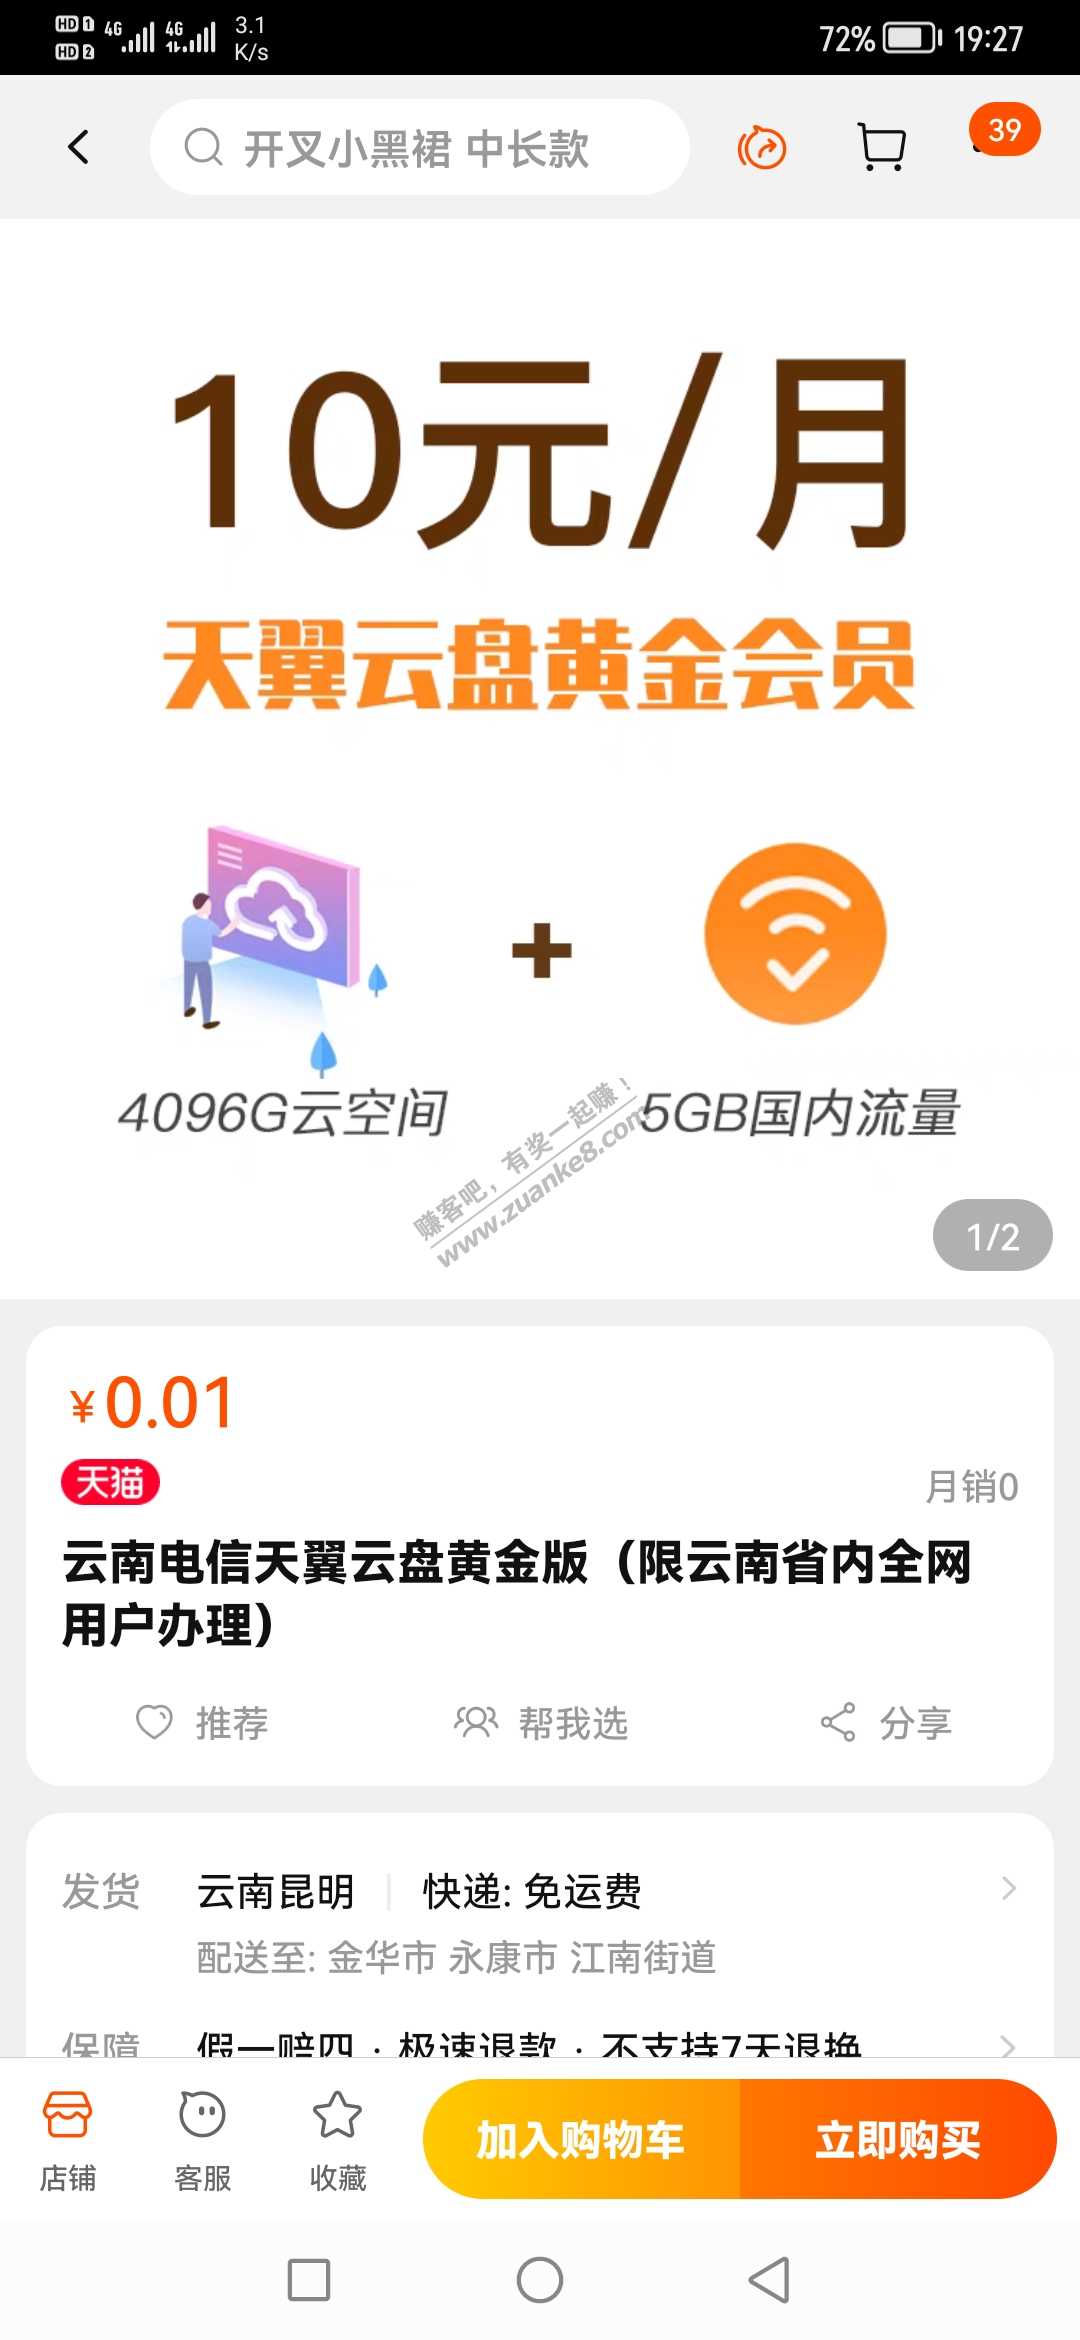 HD 1 4G 4G 3.1 K/s 72% 19:27
HD 2
开叉小黑裙 中长款
39
10元/月
天翼云盘黄金会员
4096G云空间 5GB国内流量
赚客吧，有奖一起赚！
www.zuanke8.com
1/2
¥0.01
天猫 月销0
云南电信天翼云盘黄金版（限云南省内全网
用户办理）
推荐 帮我选 分享
发货 云南昆明 快递: 免运费
配送至: 金华市 永康市 江南街道
保障 假一赔四 · 极速退款 · 不支持7天退换
店铺 客服 收藏 加入购物车 立即购买